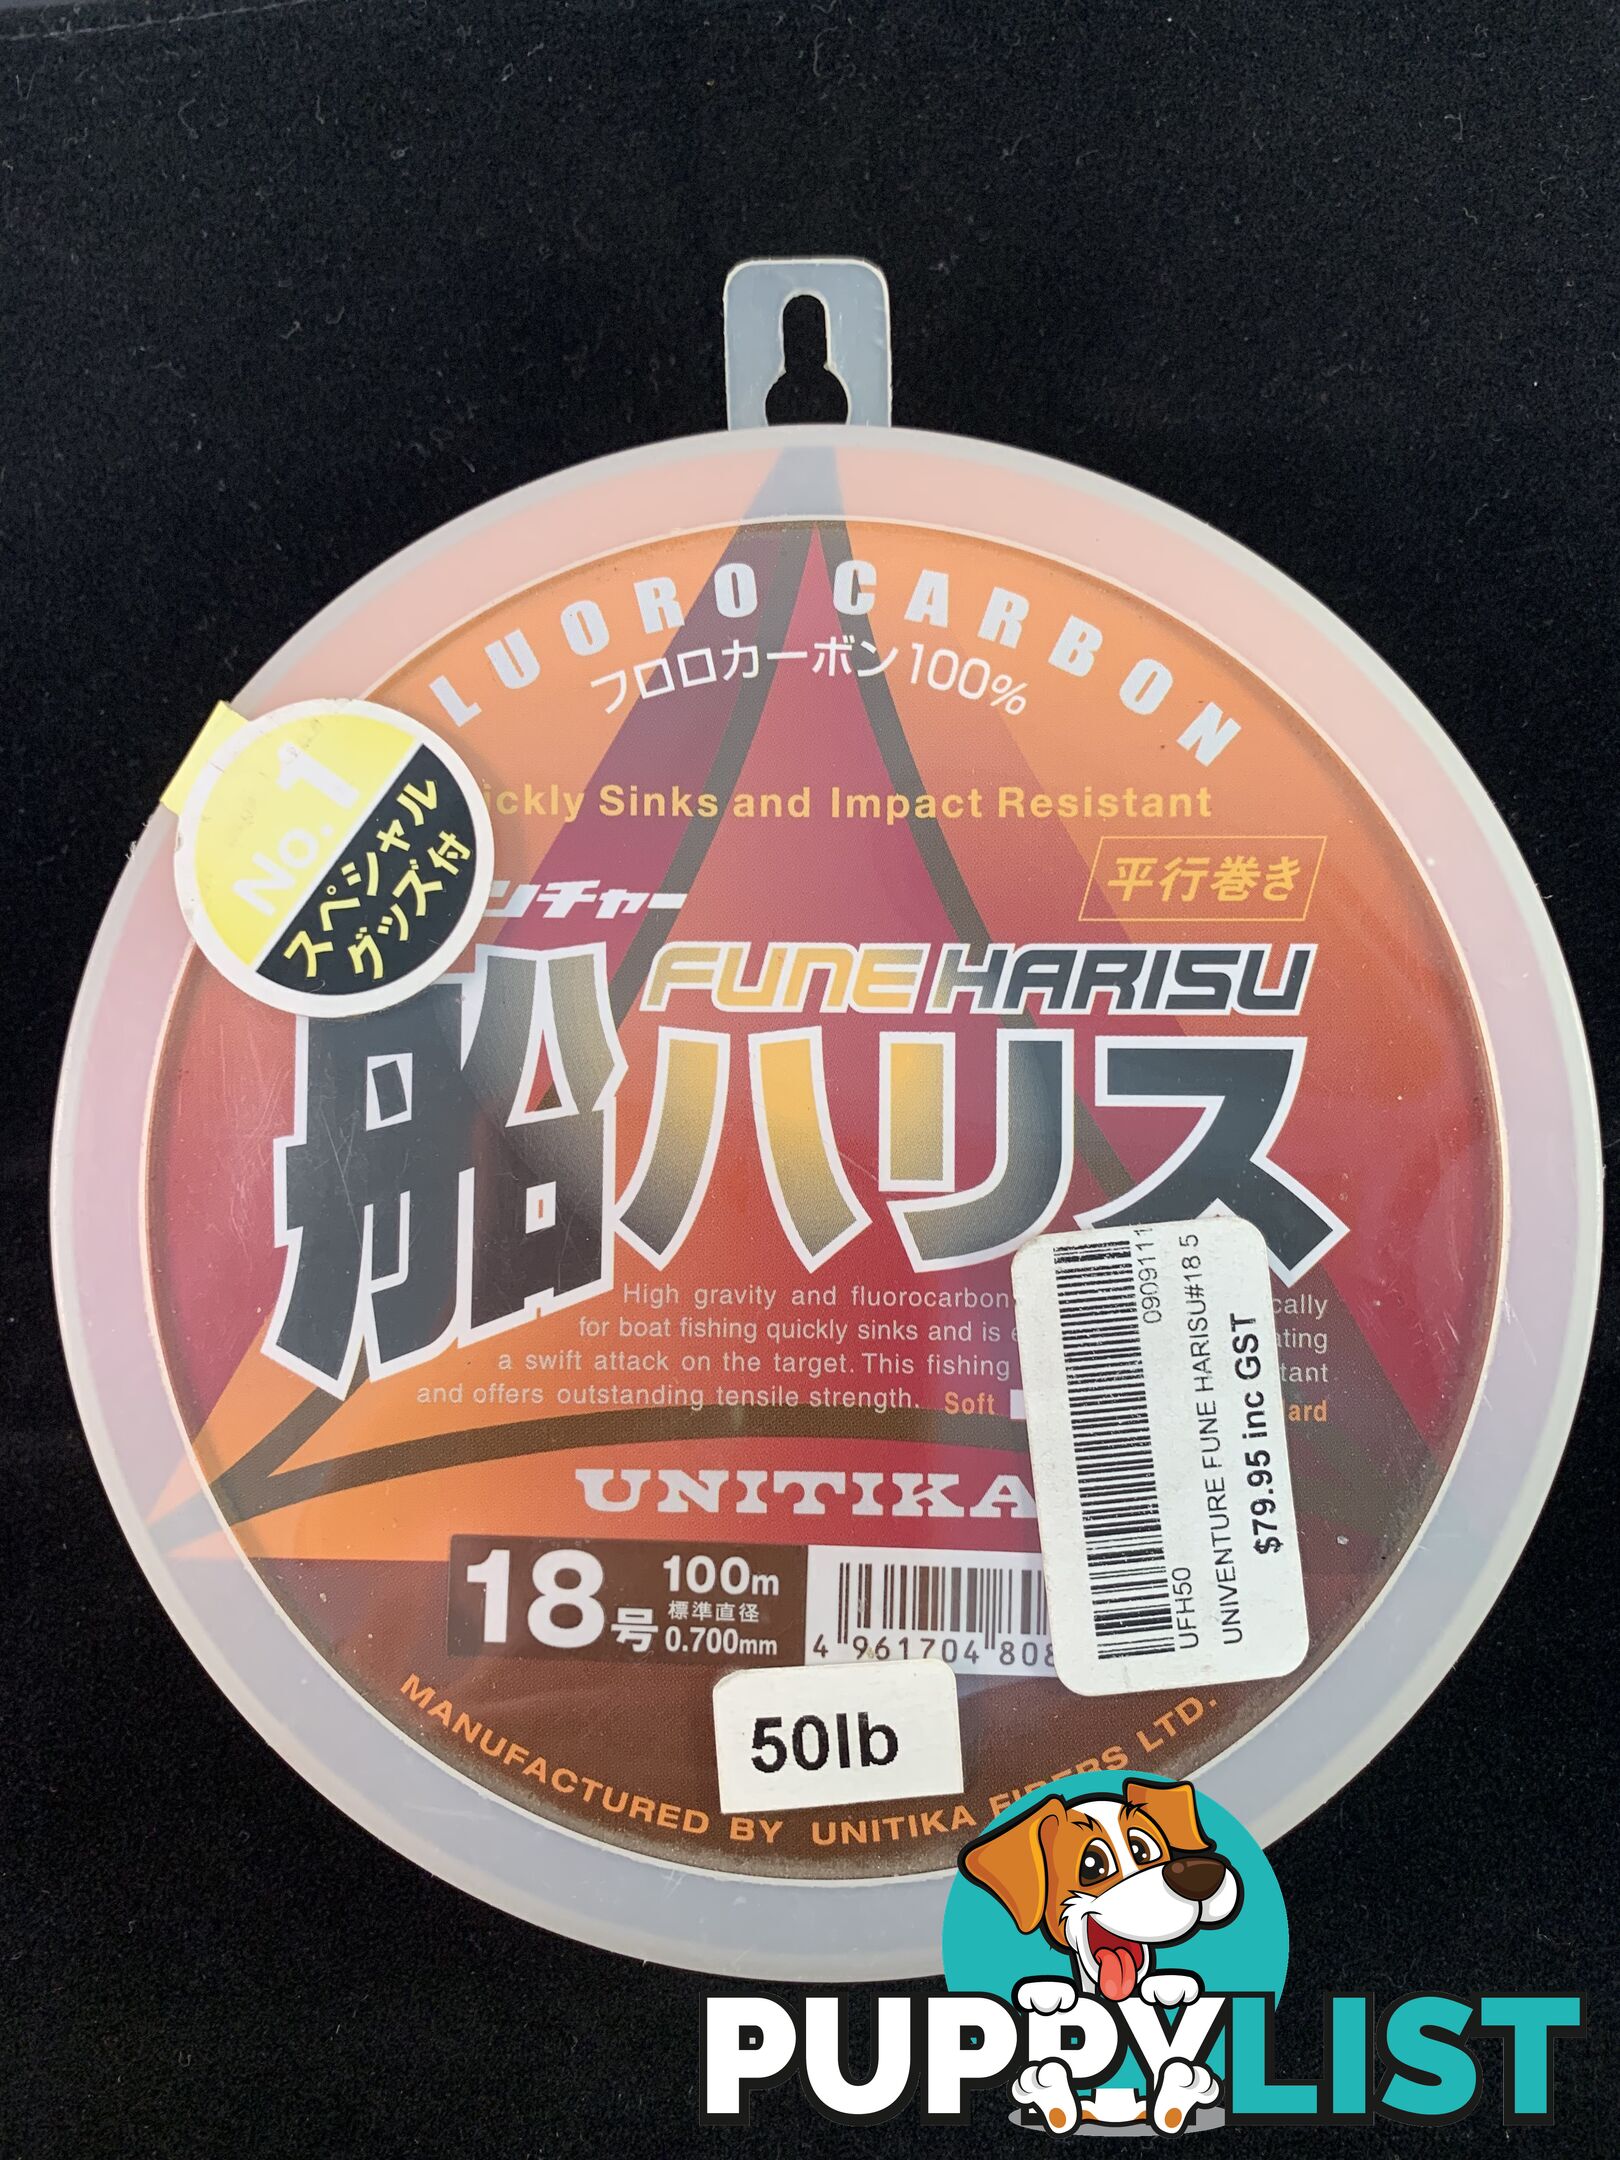 LUORO CARBON
フロロカーボン100%
Sinks and Impact Resistant
No.1
スペシャル
グッズ付
平行巻き
ンチャー
FUNE HARISU
船ハリス
High gravity and fluorocarbon
for boat fishing quickly sinks and is
a swift attack on the target. This fishing
and offers outstanding tensile strength. Soft
UNITIKA
18号 100m
標準直径
0.700mm
4 961704 808
0909111
UFH50
UNIVENTURE FUNE HARISU#18 5
$79.95 inc GST
50lb
MANUFACTURED BY UNITIKA FIBERS LTD.
PUPPYLIST